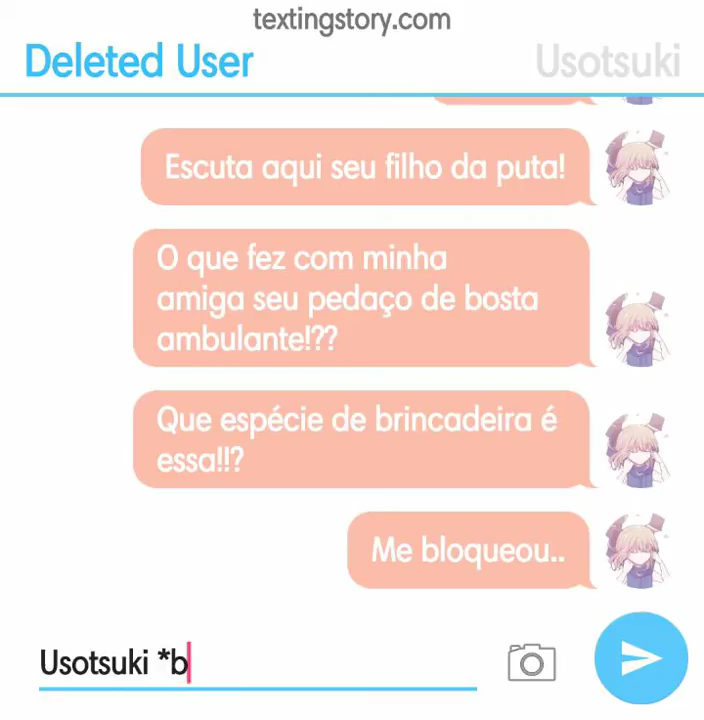 textingstory.com
Deleted User
Usotsuki
Escuta aqui seu filho da puta!
O que fez com minha
amiga seu pedaço de bosta
ambulante!??
Que espécie de brincadeira é
essa!!?
Me bloqueou..
Usotsuki *b